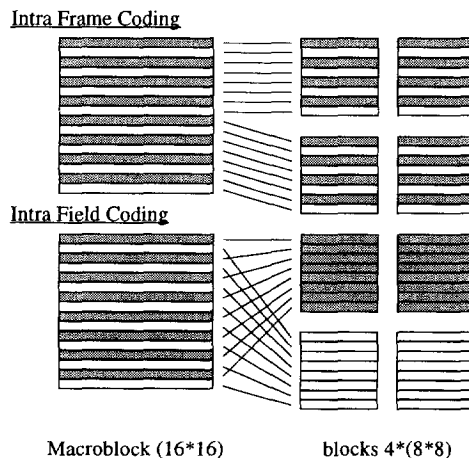 Intra Frame Coding
Intra Field Coding
Macroblock (16*16)
blocks 4*(8*8)